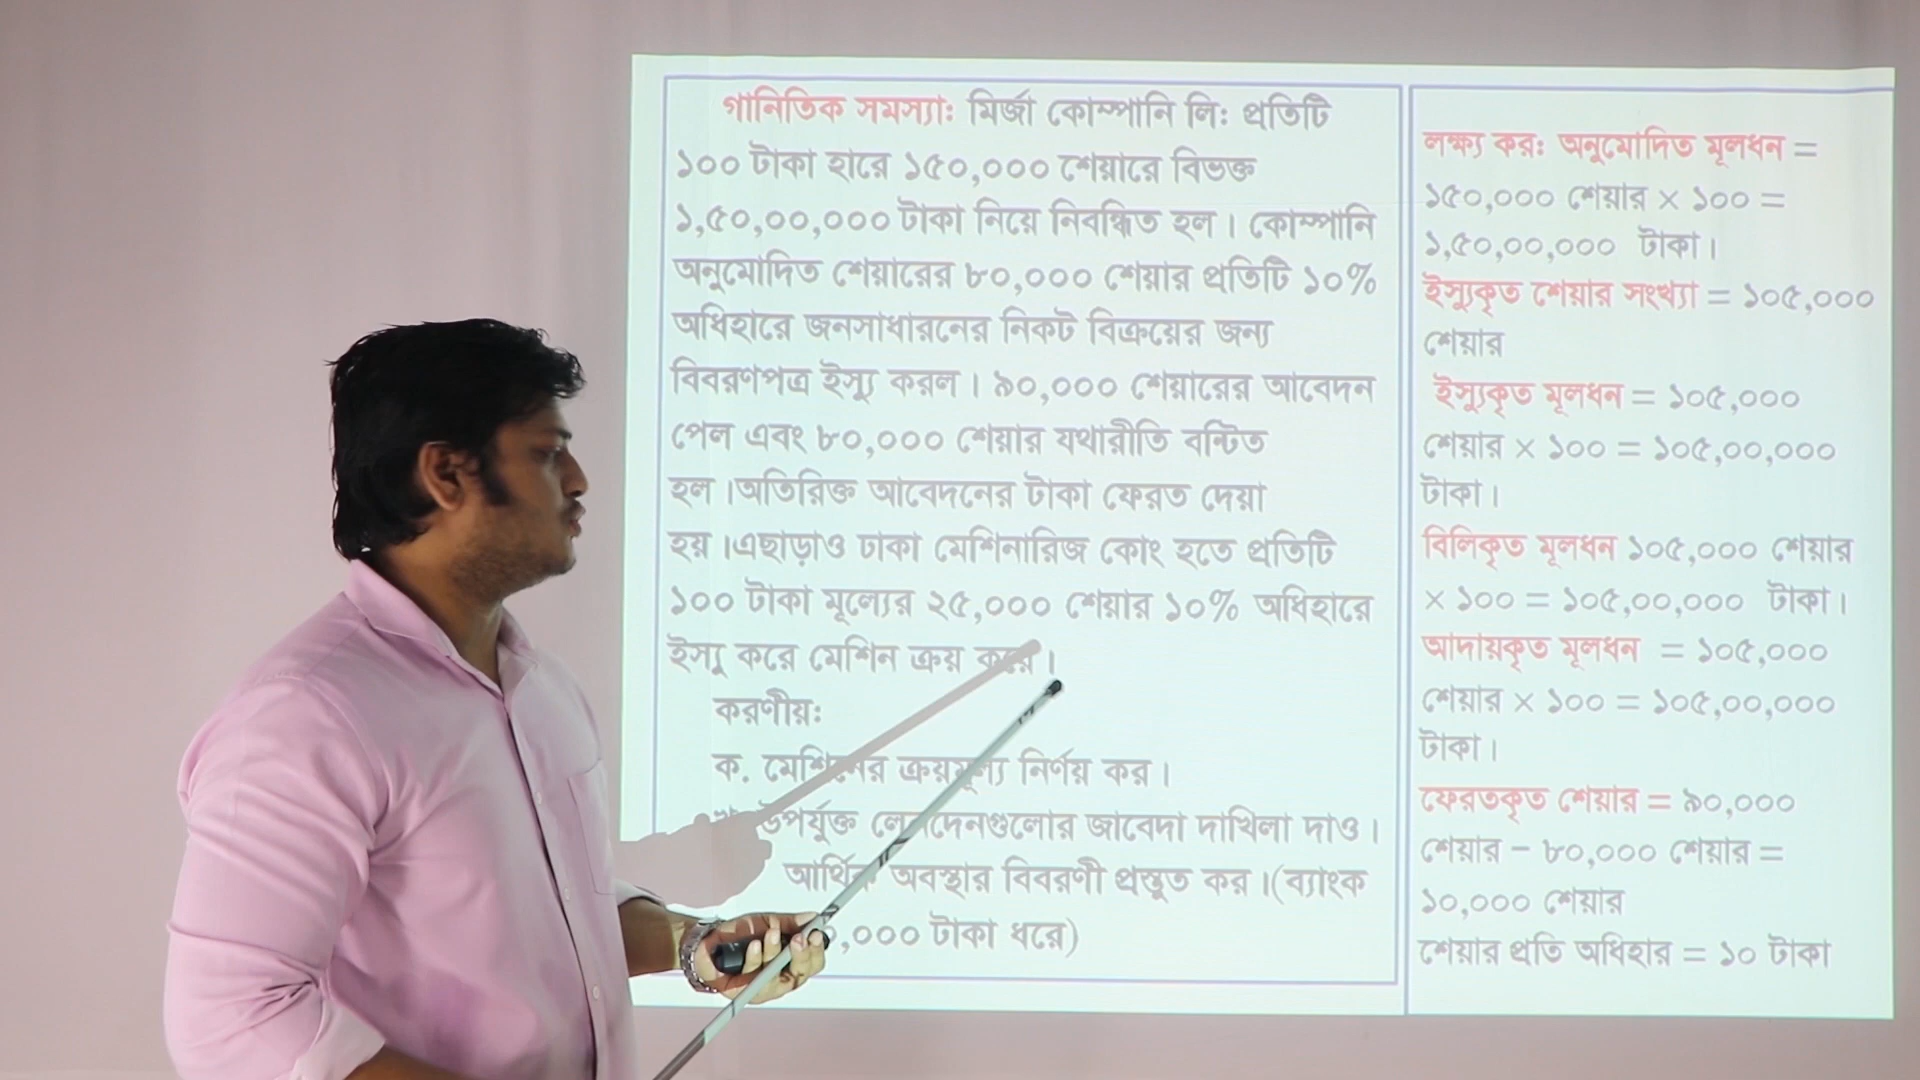 গানিতিক সমস্যা: মির্জা কোম্পানি লি: প্রতিটি
১০০ টাকা হারে ১৫০,০০০ শেয়ারে বিভক্ত
১,৫০,০০,০০০ টাকা নিয়ে নিবন্ধিত হল। কোম্পানি
অনুমোদিত শেয়ারের ৮০,০০০ শেয়ার প্রতিটি ১০%
অধিহারে জনসাধারনের নিকট বিক্রয়ের জন্য
বিবরণপত্র ইস্যু করল। ৯০,০০০ শেয়ারের আবেদন
পেল এবং ৮০,০০০ শেয়ার যথারীতি বন্টিত
হল।অতিরিক্ত আবেদনের টাকা ফেরত দেয়া
হয়।এছাড়াও ঢাকা মেশিনারিজ কোং হতে প্রতিটি
১০০ টাকা মূল্যের ২৫,০০০ শেয়ার ১০% অধিহারে
ইস্যু করে মেশিন ক্রয় করে।
করণীয়:
ক. মেশিনের ক্রয়মূল্য নির্ণয় কর।
উপর্যুক্ত লেনদেনগুলোর জাবেদা দাখিলা দাও।
আর্থিক অবস্থার বিবরণী প্রস্তুত কর।(ব্যাংক
,০০০ টাকা ধরে)
লক্ষ্য কর: অনুমোদিত মূলধন =
১৫০,০০০ শেয়ার × ১০০ =
১,৫০,০০,০০০ টাকা।
ইস্যুকৃত শেয়ার সংখ্যা = ১০৫,০০০
শেয়ার
ইস্যুকৃত মূলধন = ১০৫,০০০
শেয়ার × ১০০ = ১০৫,০০,০০০
টাকা।
বিলিকৃত মূলধন ১০৫,০০০ শেয়ার
× ১০০ = ১০৫,০০,০০০ টাকা।
আদায়কৃত মূলধন = ১০৫,০০০
শেয়ার × ১০০ = ১০৫,০০,০০০
টাকা।
ফেরতকৃত শেয়ার = ৯০,০০০
শেয়ার – ৮০,০০০ শেয়ার =
১০,০০০ শেয়ার
শেয়ার প্রতি অধিহার = ১০ টাকা